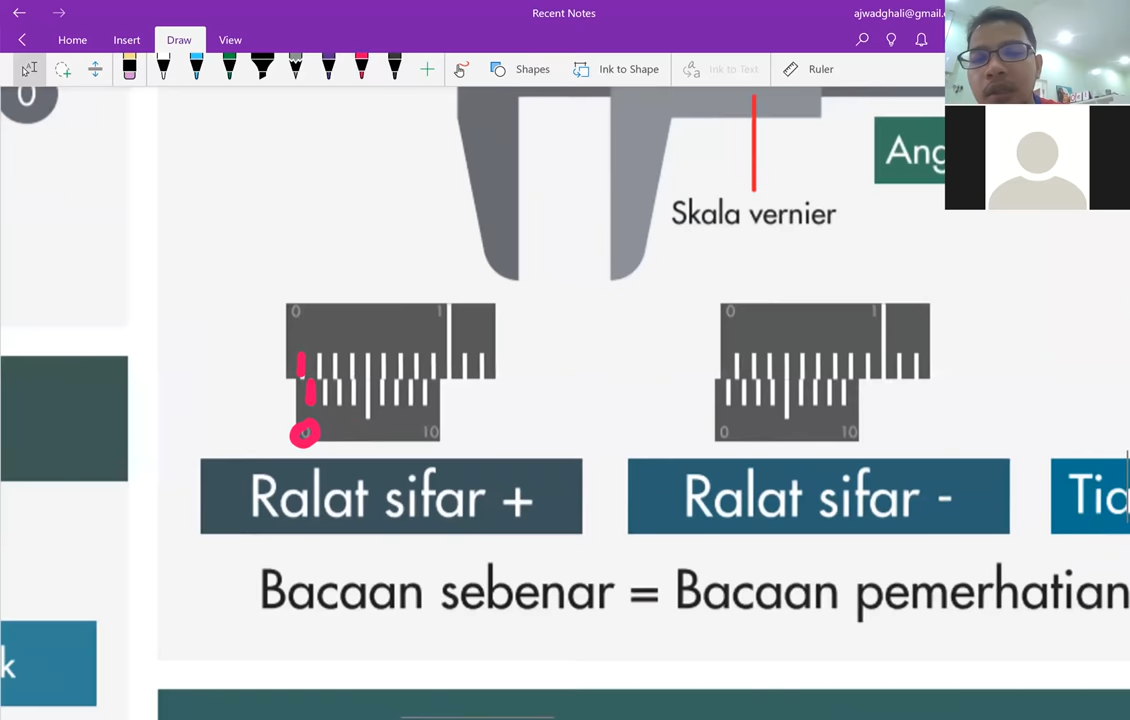 Recent Notes
ajwadghali@gmail.c
Home Insert Draw View
Shapes Ink to Shape Ink to Text Ruler
0
Ang
Skala vernier
0 1
0 1
0 10
0 10
Ralat sifar +
Ralat sifar -
Tia
Bacaan sebenar = Bacaan pemerhatian
k